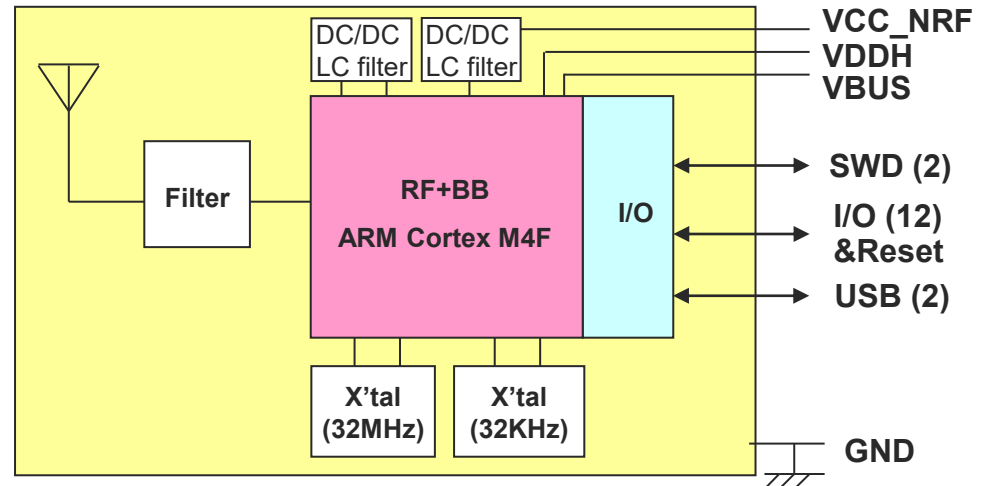 DC/DC
LC filter
DC/DC
LC filter
VCC_NRF
VDDH
VBUS
Filter
RF+BB
ARM Cortex M4F
I/O
SWD (2)
I/O (12)
&Reset
USB (2)
X’tal
(32MHz)
X’tal
(32KHz)
GND